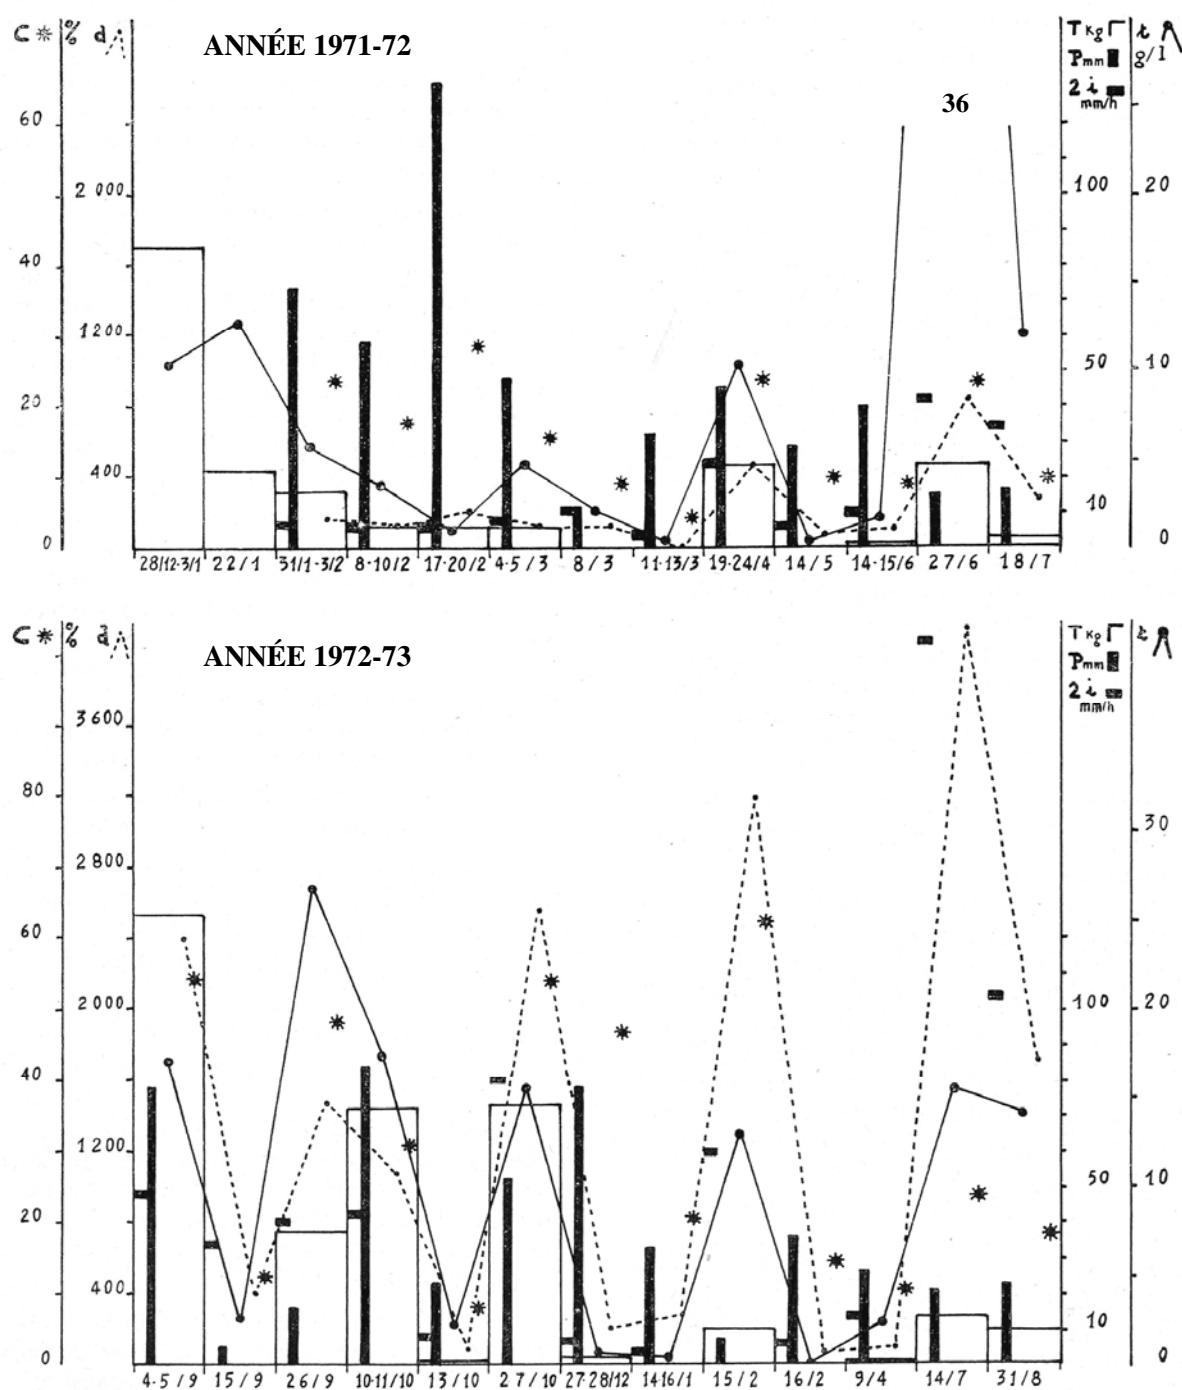 C ✳ % d
ANNÉE 1971-72
T Kg t
P mm g/l
2 i
mm/h
36
60
2 000 100 20
40
1200
50 10
20
400
10
0 0
28/12·3/1 22/1 31/1·3/2 8·10/2 17·20/2 4·5/3 8/3 11·13/3 19·24/4 14/5 14·15/6 27/6 18/7
C ✳ % d
ANNÉE 1972-73
T Kg t
P mm
2 i
mm/h
3 600
80
30
2 800
60
2 000 100 20
40
1 200
50 10
20
400
10
0 0
4·5/9 15/9 26/9 10·11/10 13/10 27/10 27·28/12 14·16/1 15/2 16/2 9/4 14/7 31/8